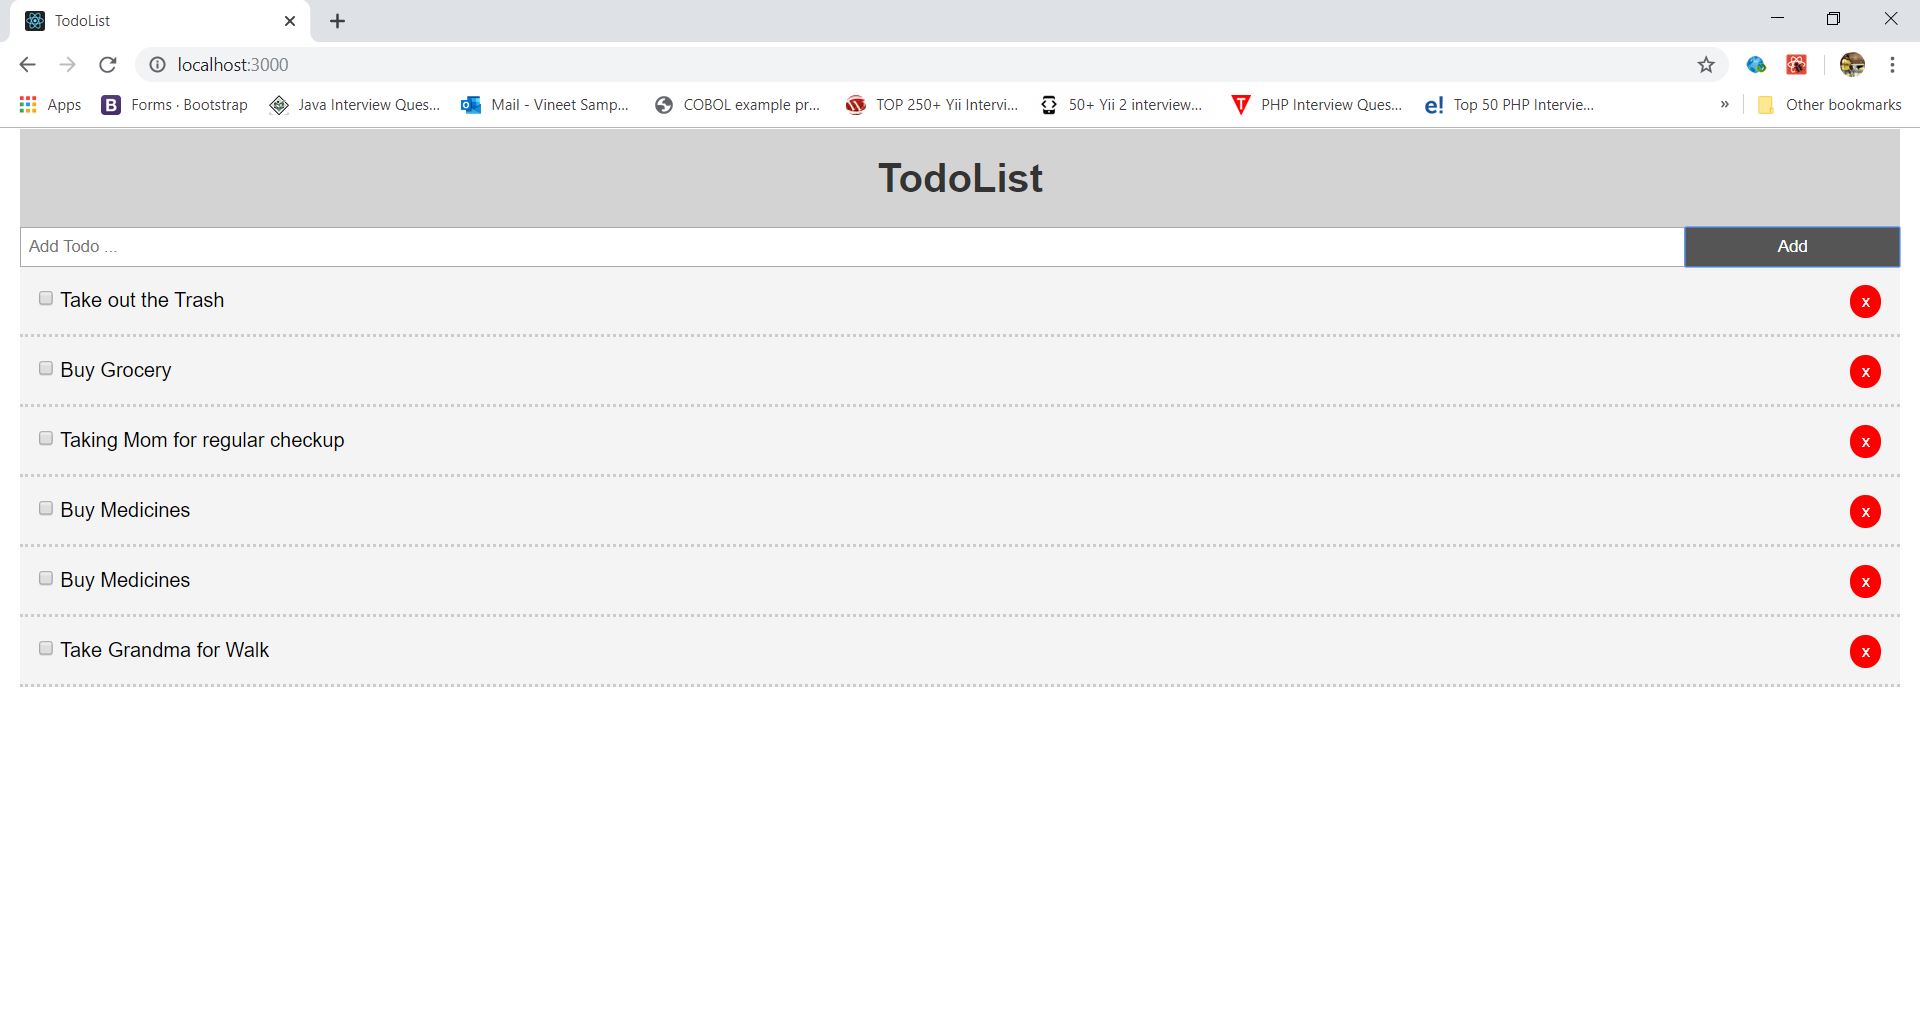 TodoList
localhost:3000
Apps
Forms · Bootstrap
Java Interview Ques...
Mail - Vineet Samp...
COBOL example pr...
TOP 250+ Yii Intervi...
50+ Yii 2 interview...
PHP Interview Ques...
Top 50 PHP Intervie...
»
Other bookmarks
TodoList
Add Todo ...
Add
Take out the Trash
x
Buy Grocery
x
Taking Mom for regular checkup
x
Buy Medicines
x
Buy Medicines
x
Take Grandma for Walk
x